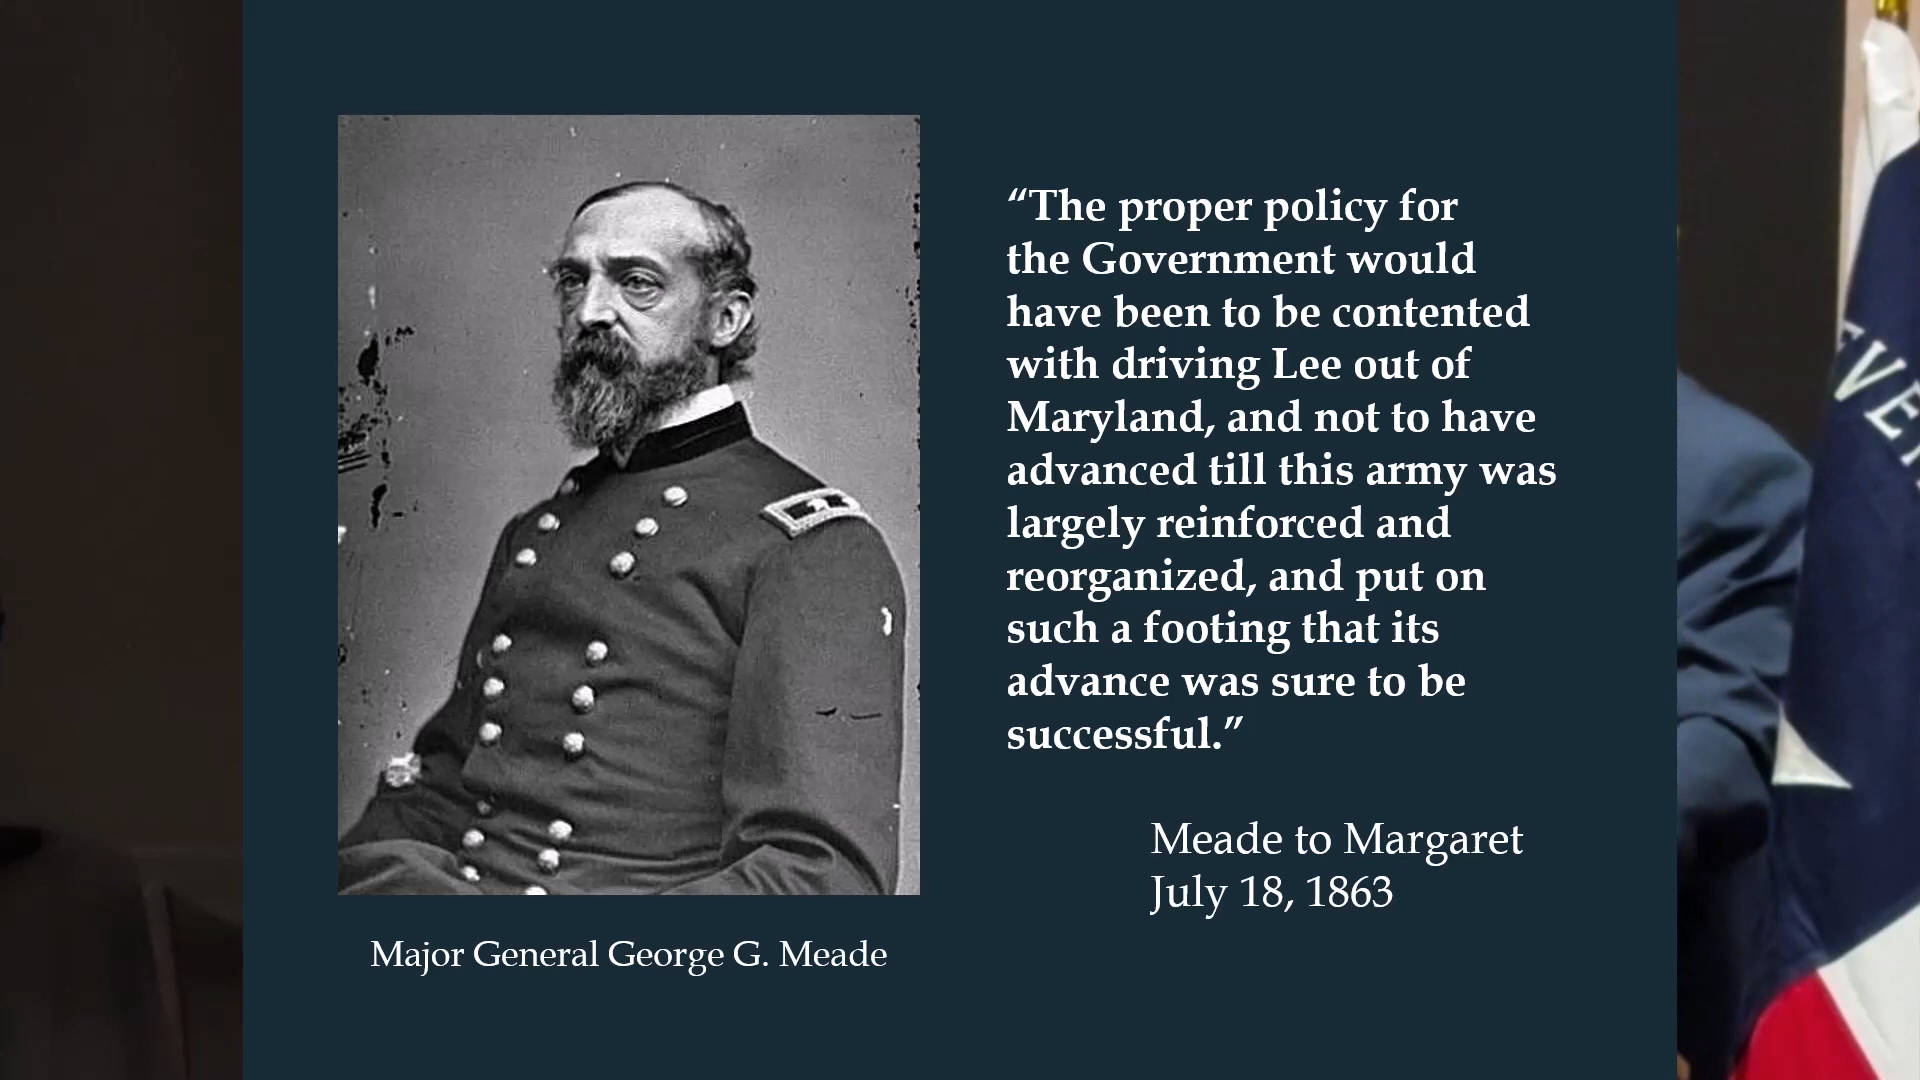 “The proper policy for
the Government would
have been to be contented
with driving Lee out of
Maryland, and not to have
advanced till this army was
largely reinforced and
reorganized, and put on
such a footing that its
advance was sure to be
successful.”
Meade to Margaret
July 18, 1863
Major General George G. Meade